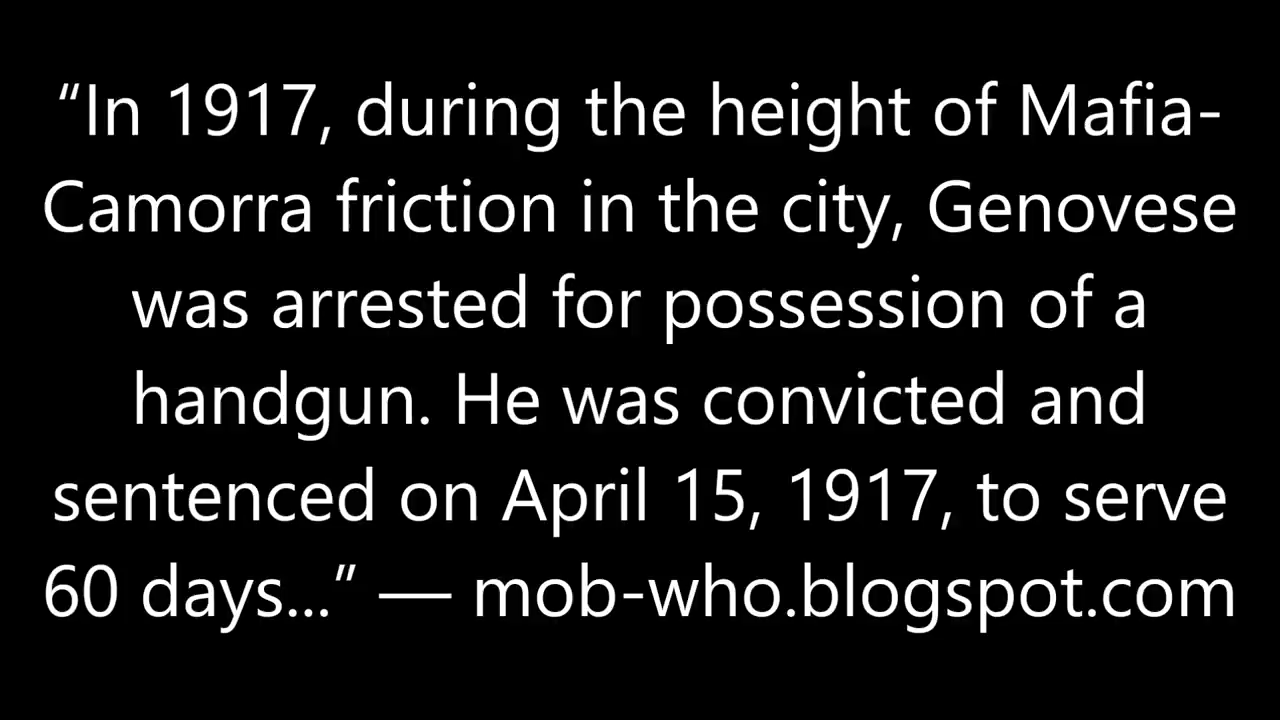 “In 1917, during the height of Mafia-
Camorra friction in the city, Genovese
was arrested for possession of a
handgun. He was convicted and
sentenced on April 15, 1917, to serve
60 days...” — mob-who.blogspot.com